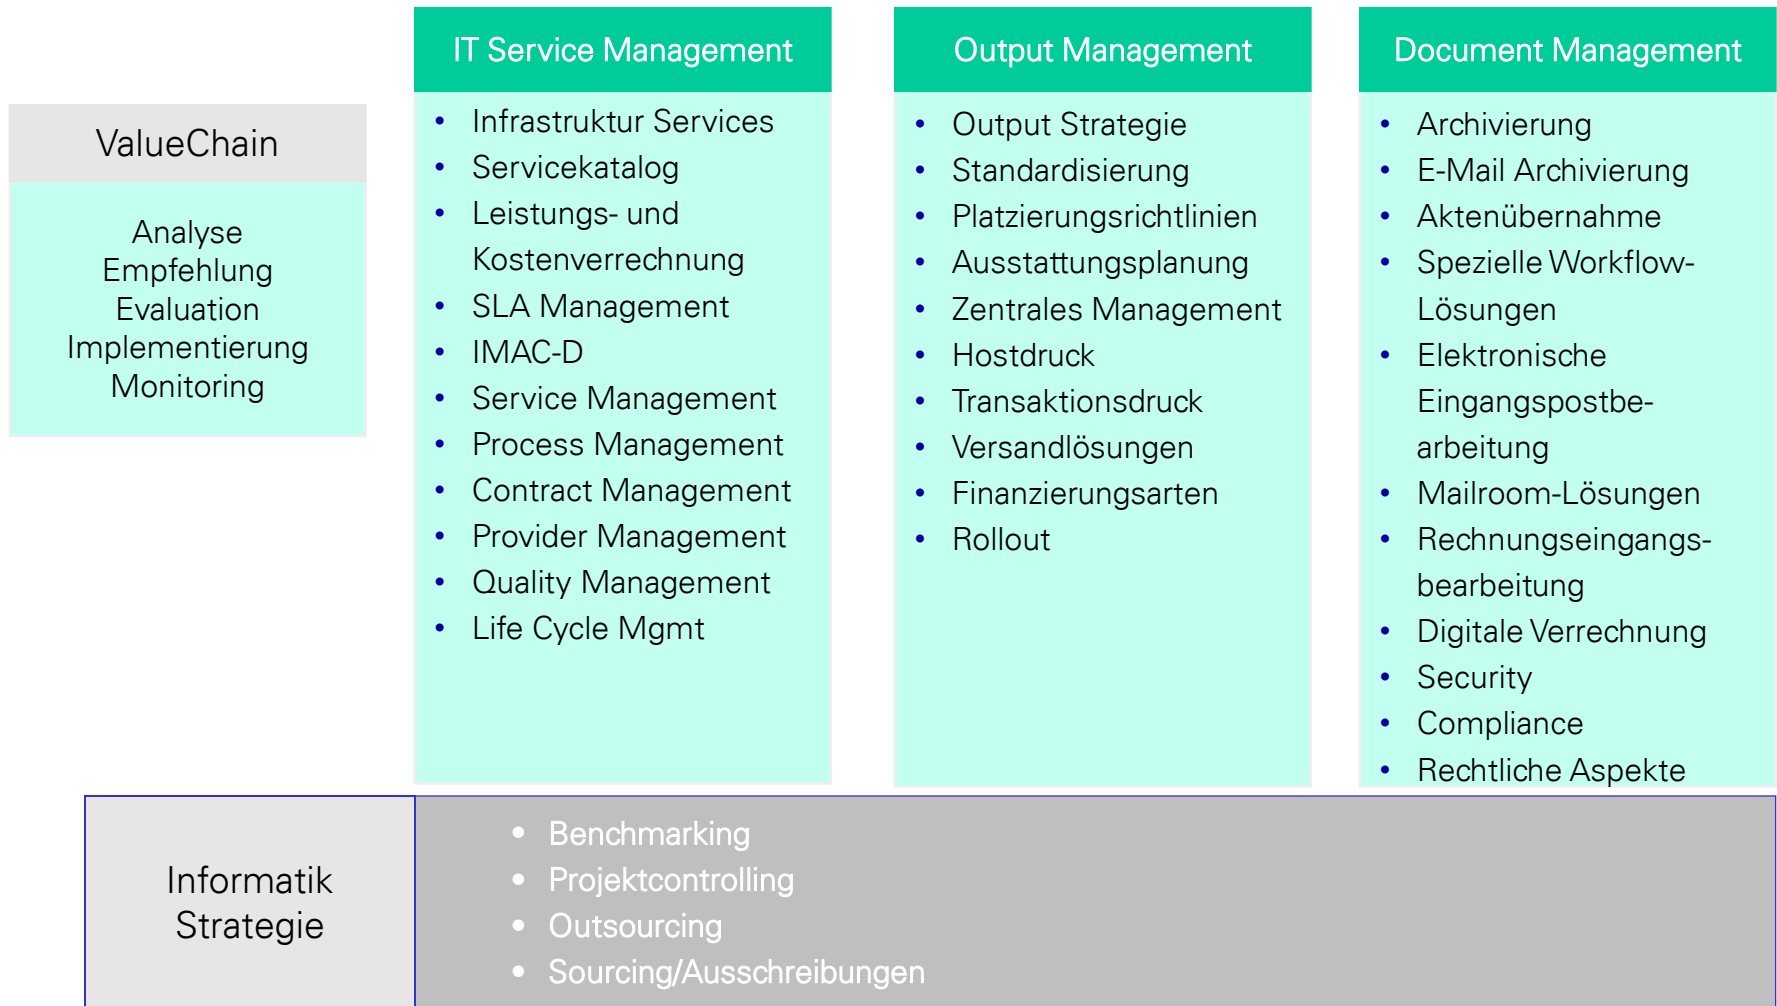 ValueChain
Analyse
Empfehlung
Evaluation
Implementierung
Monitoring
IT Service Management
• Infrastruktur Services
• Servicekatalog
• Leistungs- und
Kostenverrechnung
• SLA Management
• IMAC-D
• Service Management
• Process Management
• Contract Management
• Provider Management
• Quality Management
• Life Cycle Mgmt
Output Management
• Output Strategie
• Standardisierung
• Platzierungsrichtlinien
• Ausstattungsplanung
• Zentrales Management
• Hostdruck
• Transaktionsdruck
• Versandlösungen
• Finanzierungsarten
• Rollout
Document Management
• Archivierung
• E-Mail Archivierung
• Aktenübernahme
• Spezielle Workflow-
Lösungen
• Elektronische
Eingangspostbe-
arbeitung
• Mailroom-Lösungen
• Rechnungseingangs-
bearbeitung
• Digitale Verrechnung
• Security
• Compliance
• Rechtliche Aspekte
Informatik
Strategie
• Benchmarking
• Projektcontrolling
• Outsourcing
• Sourcing/Ausschreibungen